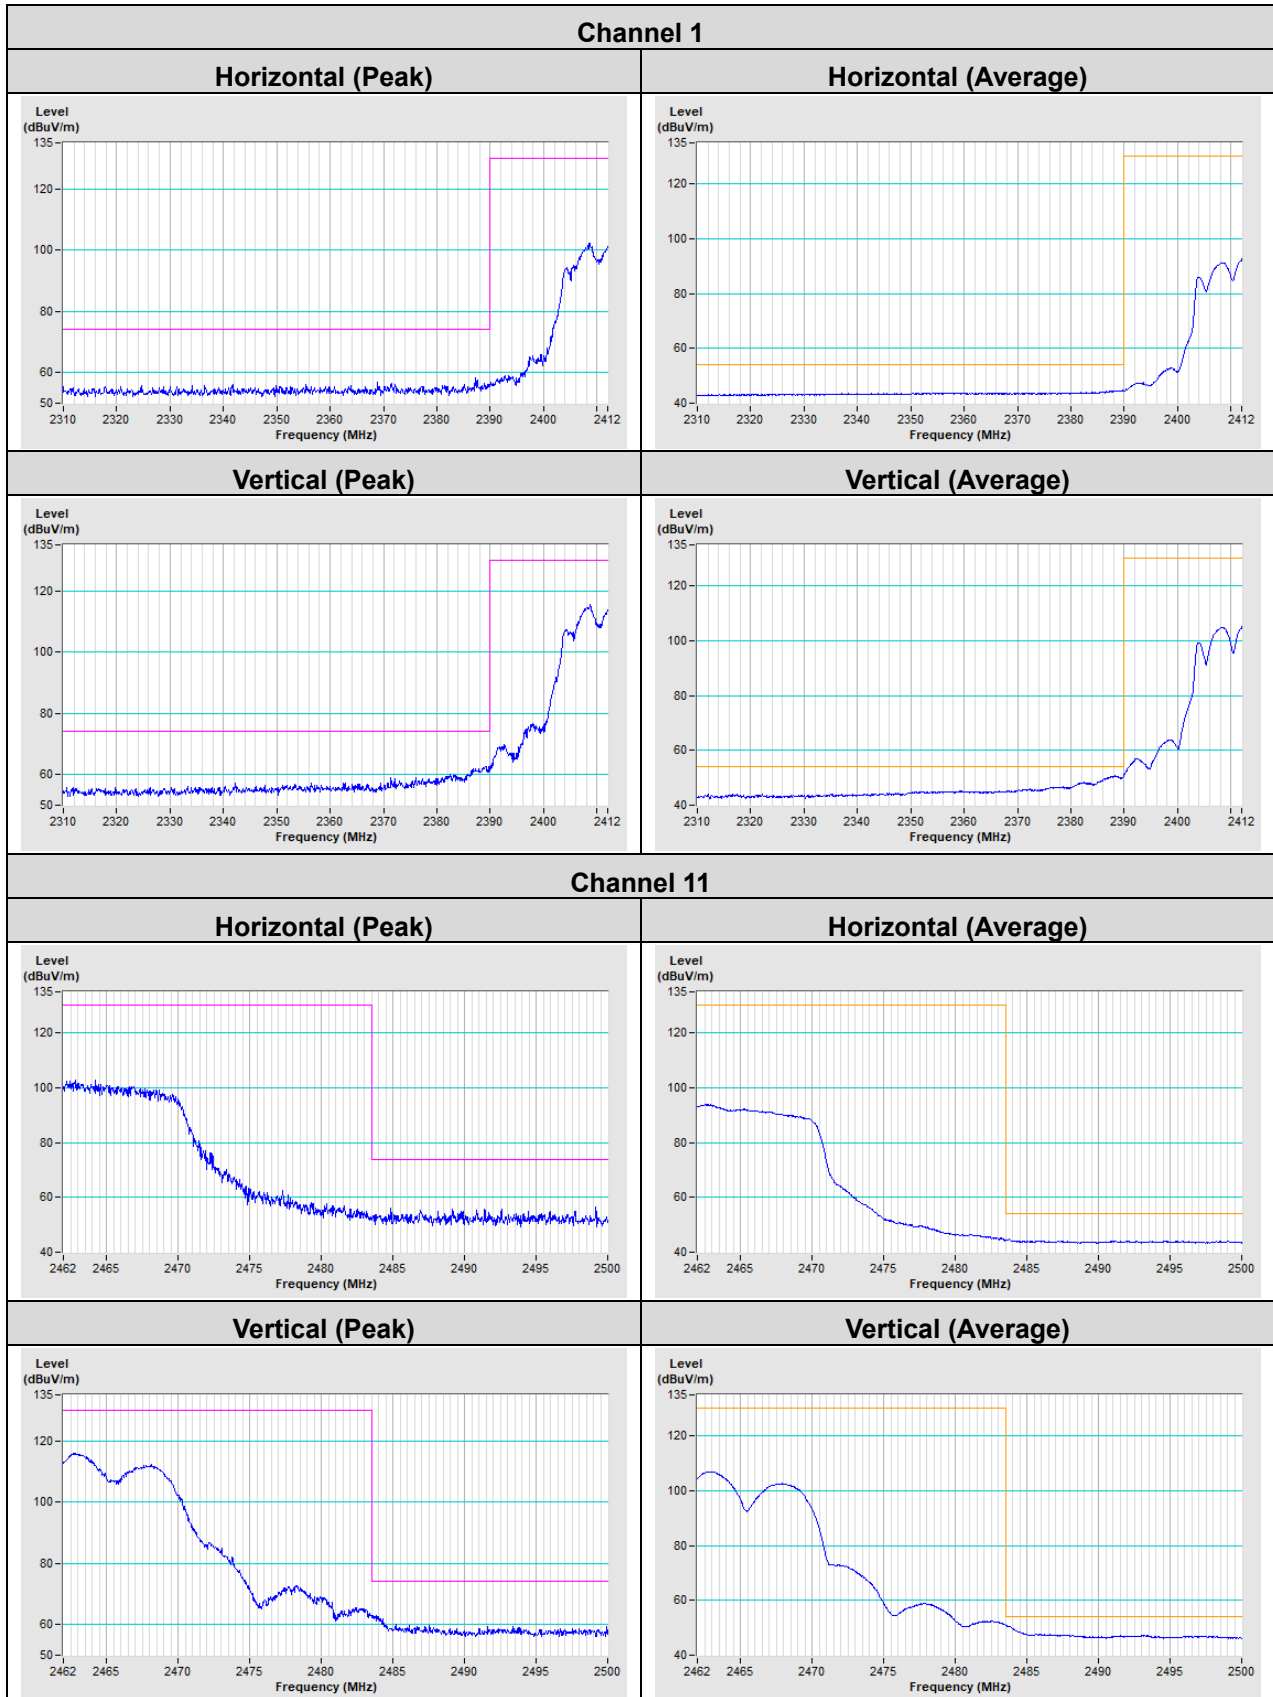 Channel 1
Horizontal (Peak)
Horizontal (Average)
Level
(dBuV/m)
135
120
100
80
60
50
2310 2320 2330 2340 2350 2360 2370 2380 2390 2400 2412
Frequency (MHz)
Level
(dBuV/m)
135
120
100
80
60
40
2310 2320 2330 2340 2350 2360 2370 2380 2390 2400 2412
Frequency (MHz)
Vertical (Peak)
Vertical (Average)
Level
(dBuV/m)
135
120
100
80
60
50
2310 2320 2330 2340 2350 2360 2370 2380 2390 2400 2412
Frequency (MHz)
Level
(dBuV/m)
135
120
100
80
60
40
2310 2320 2330 2340 2350 2360 2370 2380 2390 2400 2412
Frequency (MHz)
Channel 11
Horizontal (Peak)
Horizontal (Average)
Level
(dBuV/m)
135
120
100
80
60
40
2462 2465 2470 2475 2480 2485 2490 2495 2500
Frequency (MHz)
Level
(dBuV/m)
135
120
100
80
60
40
2462 2465 2470 2475 2480 2485 2490 2495 2500
Frequency (MHz)
Vertical (Peak)
Vertical (Average)
Level
(dBuV/m)
135
120
100
80
60
50
2462 2465 2470 2475 2480 2485 2490 2495 2500
Frequency (MHz)
Level
(dBuV/m)
135
120
100
80
60
40
2462 2465 2470 2475 2480 2485 2490 2495 2500
Frequency (MHz)